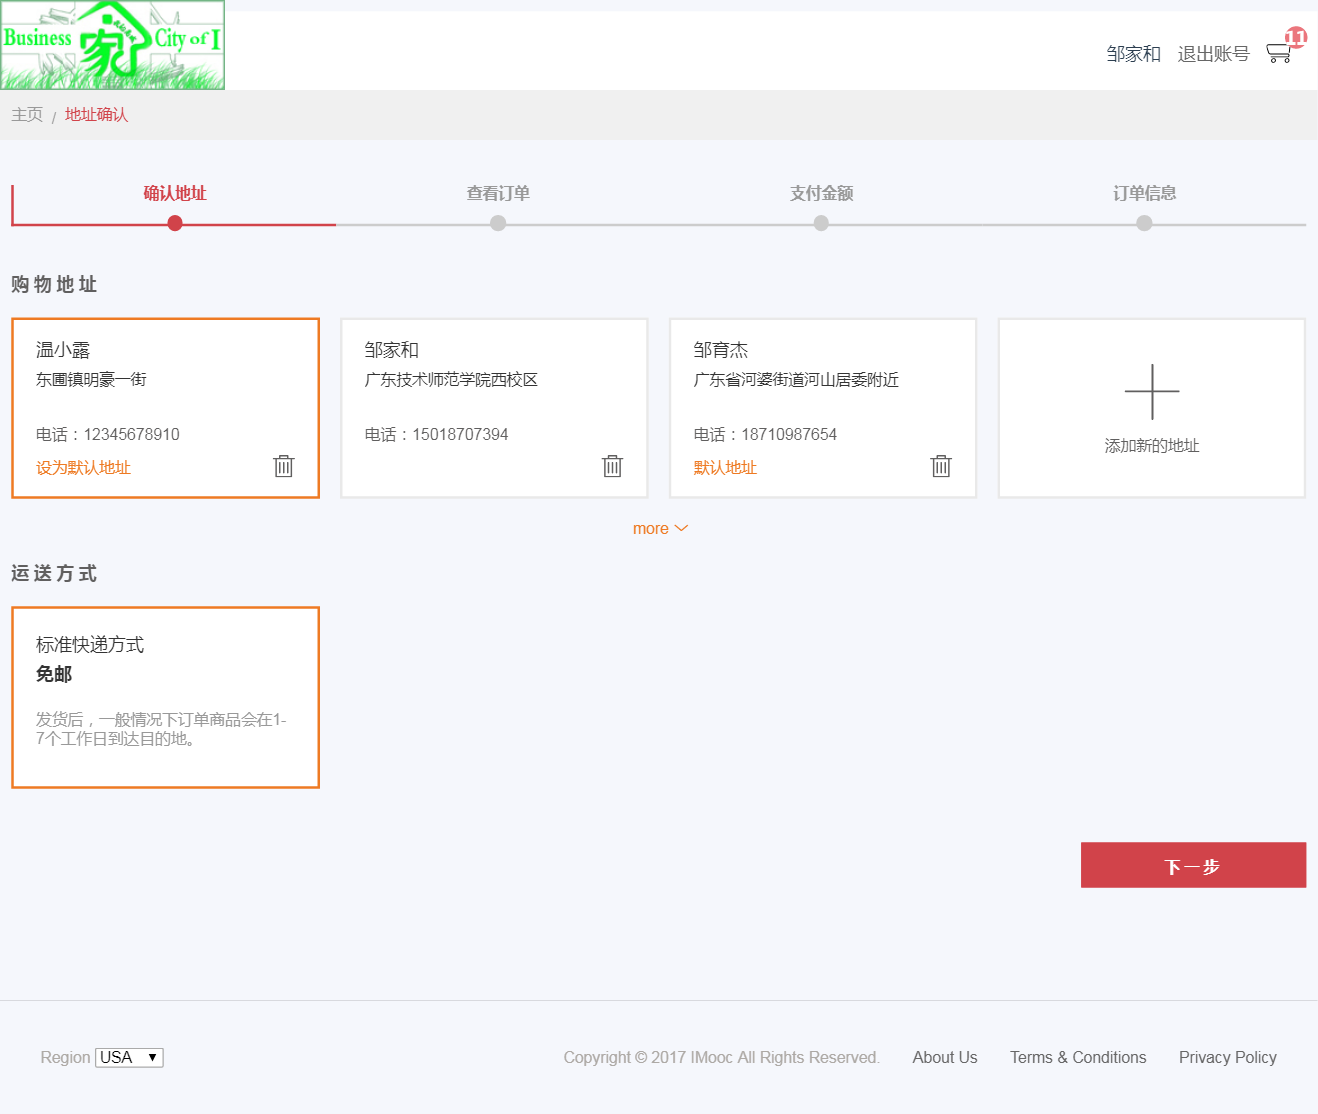 Business 家 City of I
邹家和 退出账号 11
主页 / 地址确认
确认地址 查看订单 支付金额 订单信息
购物地址
温小露
东圃镇明豪一街
电话：12345678910
设为默认地址
邹家和
广东技术师范学院西校区
电话：15018707394
邹育杰
广东省河婆街道河山居委附近
电话：18710987654
默认地址
添加新的地址
more
运送方式
标准快递方式
免邮
发货后，一般情况下订单商品会在1-
7个工作日到达目的地。
下一步
Region USA
Copyright © 2017 IMooc All Rights Reserved. About Us Terms & Conditions Privacy Policy